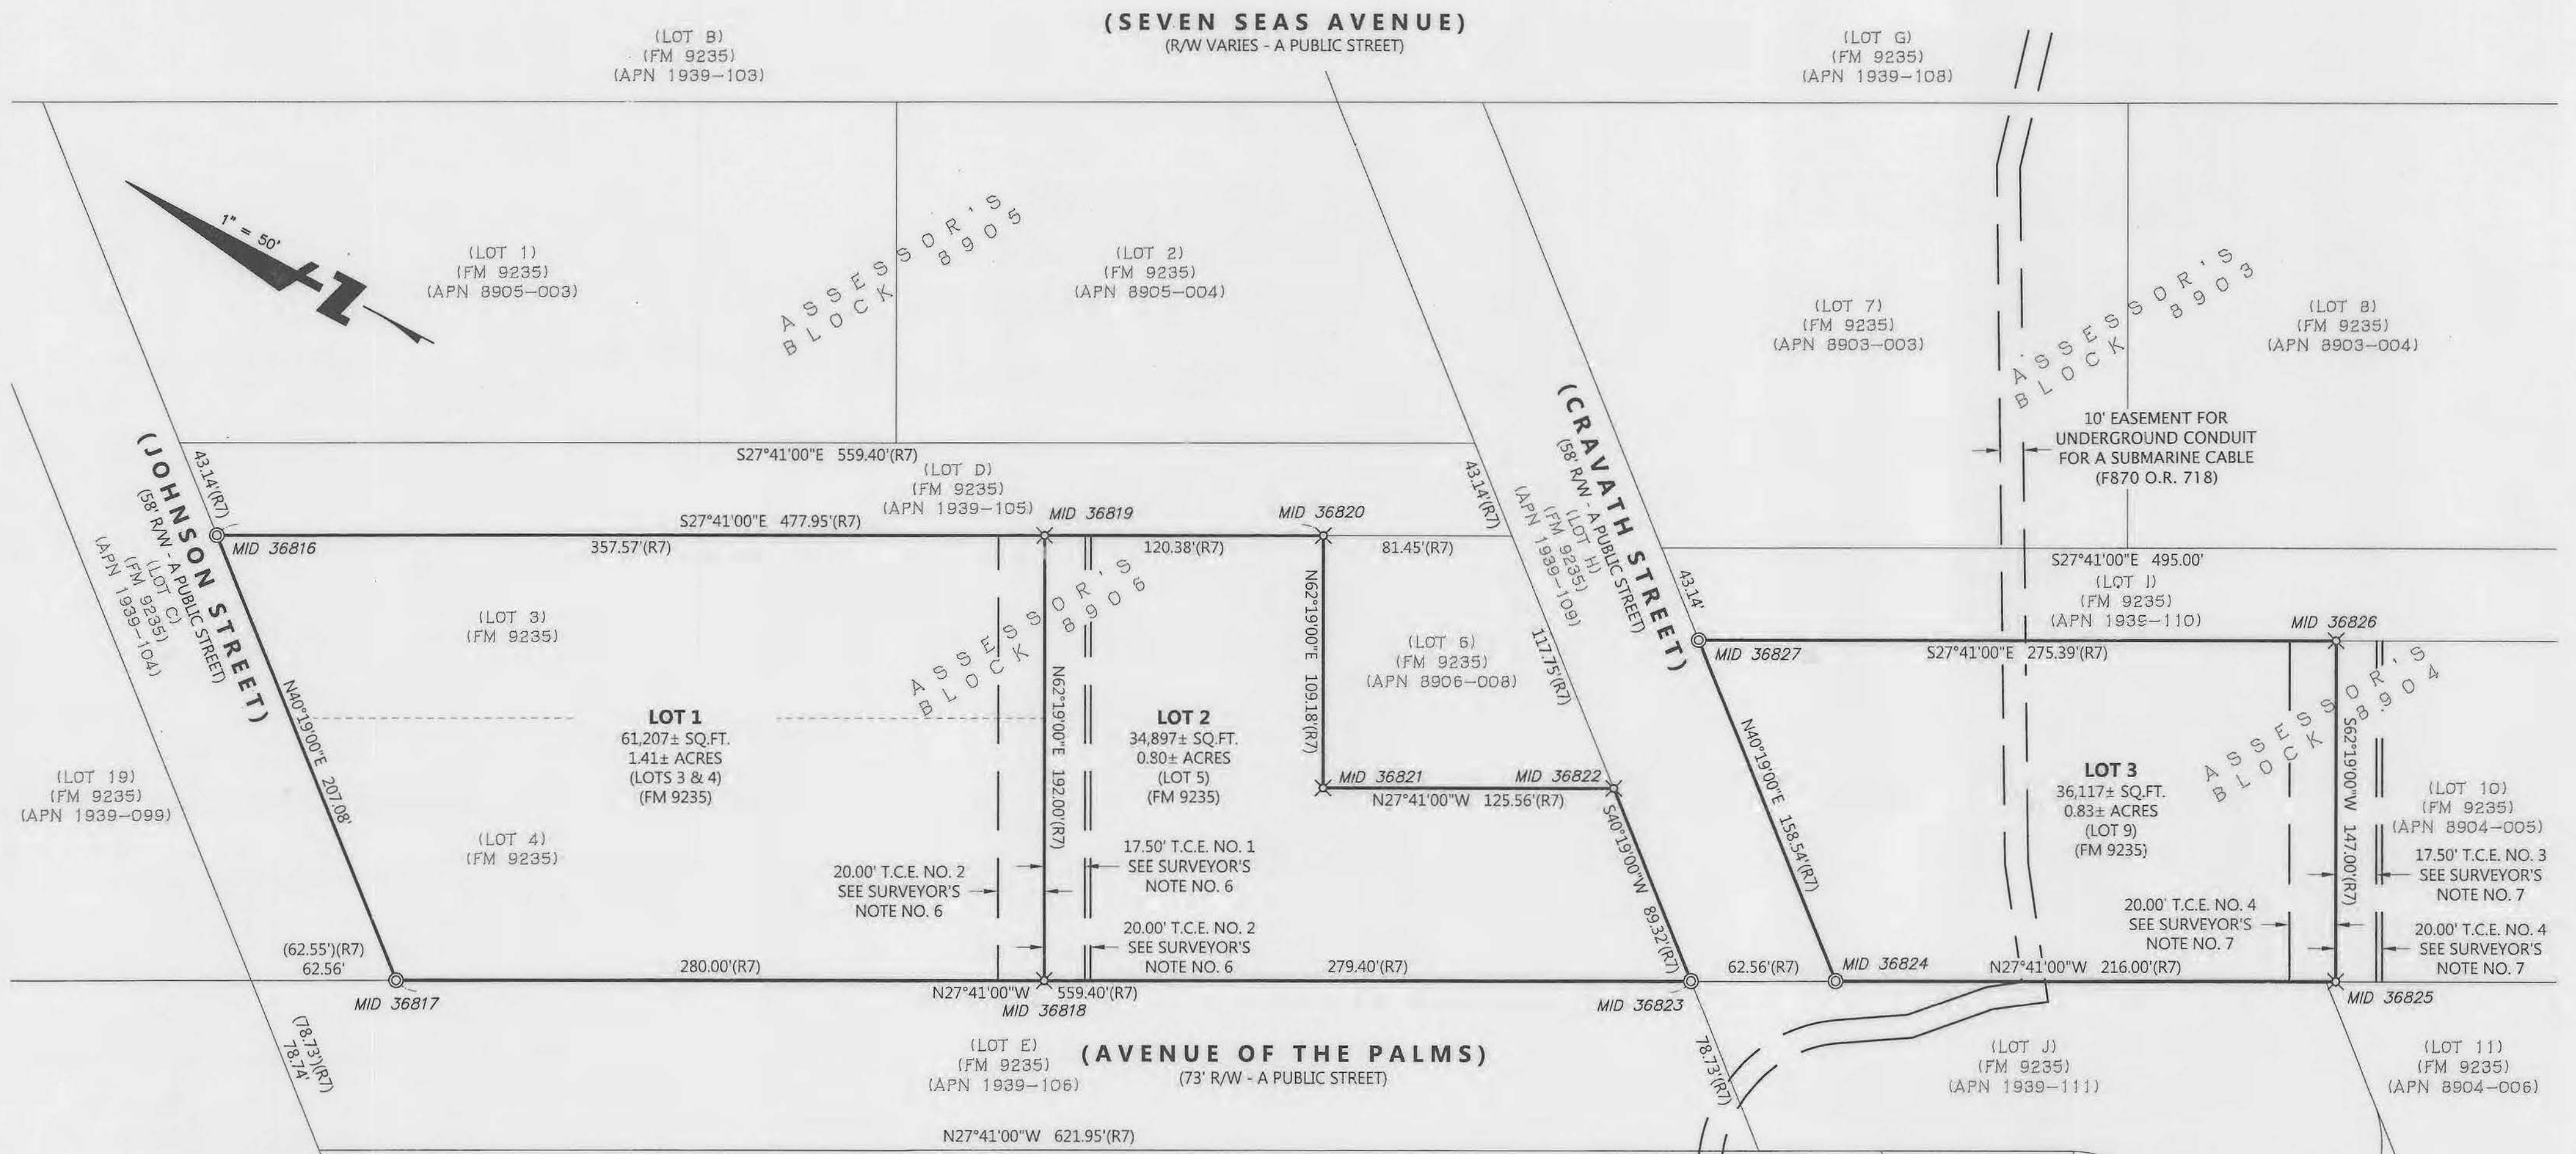 (SEVEN SEAS AVENUE)
(R/W VARIES - A PUBLIC STREET)
(LOT B)
(FM 9235)
(APN 1939-103)
(LOT G)
(FM 9235)
(APN 1939-108)
1" = 50'
N
(LOT 1)
(FM 9235)
(APN 8905-003)
ASSESSOR'S
BLOCK 8905
(LOT 2)
(FM 9235)
(APN 8905-004)
(LOT 7)
(FM 9235)
(APN 8903-003)
ASSESSOR'S
BLOCK 8903
(LOT 8)
(FM 9235)
(APN 8903-004)
10' EASEMENT FOR
UNDERGROUND CONDUIT
FOR A SUBMARINE CABLE
(F870 O.R. 718)
(JOHNSON STREET)
(58' R/W - A PUBLIC STREET)
(LOT C)
(FM 9235)
(APN 1939-104)
43.14'(R7)
S27°41'00"E 559.40'(R7)
(LOT D)
(FM 9235)
(APN 1939-105)
S27°41'00"E 477.95'(R7)
357.57'(R7)
MID 36816
MID 36819
120.38'(R7)
MID 36820
81.45'(R7)
43.14'(R7)
(CRAVATH STREET)
(58' R/W - A PUBLIC STREET)
(LOT H)
(FM 9235)
(APN 1939-109)
43.14'
117.75'(R7)
S27°41'00"E 495.00'
(LOT I)
(FM 9235)
(APN 1939-110)
MID 36826
MID 36827
S27°41'00"E 275.39'(R7)
(LOT 3)
(FM 9235)
ASSESSOR'S
BLOCK 8906
N62°19'00"E 109.18'(R7)
(LOT 6)
(FM 9235)
(APN 8906-008)
N40°19'00"E 207.08'
LOT 1
61,207± SQ.FT.
1.41± ACRES
(LOTS 3 & 4)
(FM 9235)
N62°19'00"E 192.00'(R7)
LOT 2
34,897± SQ.FT.
0.80± ACRES
(LOT 5)
(FM 9235)
MID 36821
MID 36822
N27°41'00"W 125.56'(R7)
S40°19'00"W 89.32'(R7)
N40°19'00"E 158.54'(R7)
LOT 3
36,117± SQ.FT.
0.83± ACRES
(LOT 9)
(FM 9235)
ASSESSOR'S
BLOCK 8904
S62°19'00"W 147.00'(R7)
(LOT 10)
(FM 9235)
(APN 8904-005)
(LOT 19)
(FM 9235)
(APN 1939-099)
(LOT 4)
(FM 9235)
20.00' T.C.E. NO. 2
SEE SURVEYOR'S
NOTE NO. 6
17.50' T.C.E. NO. 1
SEE SURVEYOR'S
NOTE NO. 6
20.00' T.C.E. NO. 2
SEE SURVEYOR'S
NOTE NO. 6
17.50' T.C.E. NO. 3
SEE SURVEYOR'S
NOTE NO. 7
20.00' T.C.E. NO. 4
SEE SURVEYOR'S
NOTE NO. 7
20.00' T.C.E. NO. 4
SEE SURVEYOR'S
NOTE NO. 7
(62.55')(R7)
62.56'
280.00'(R7)
279.40'(R7)
62.56'(R7)
MID 36824
N27°41'00"W 216.00'(R7)
MID 36817
N27°41'00"W 559.40'(R7)
MID 36818
MID 36823
MID 36825
(78.73')(R7)
78.74'
(LOT E)
(FM 9235)
(APN 1939-106)
(AVENUE OF THE PALMS)
(73' R/W - A PUBLIC STREET)
78.73'(R7)
(LOT J)
(FM 9235)
(APN 1939-111)
(LOT 11)
(FM 9235)
(APN 8904-006)
N27°41'00"W 621.95'(R7)